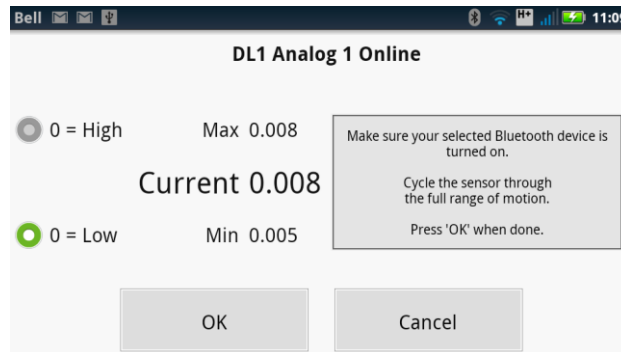 Bell H+ 11:09
DL1 Analog 1 Online
0 = High Max 0.008
Current 0.008
0 = Low Min 0.005
Make sure your selected Bluetooth device is
turned on.
Cycle the sensor through
the full range of motion.
Press 'OK' when done.
OK Cancel